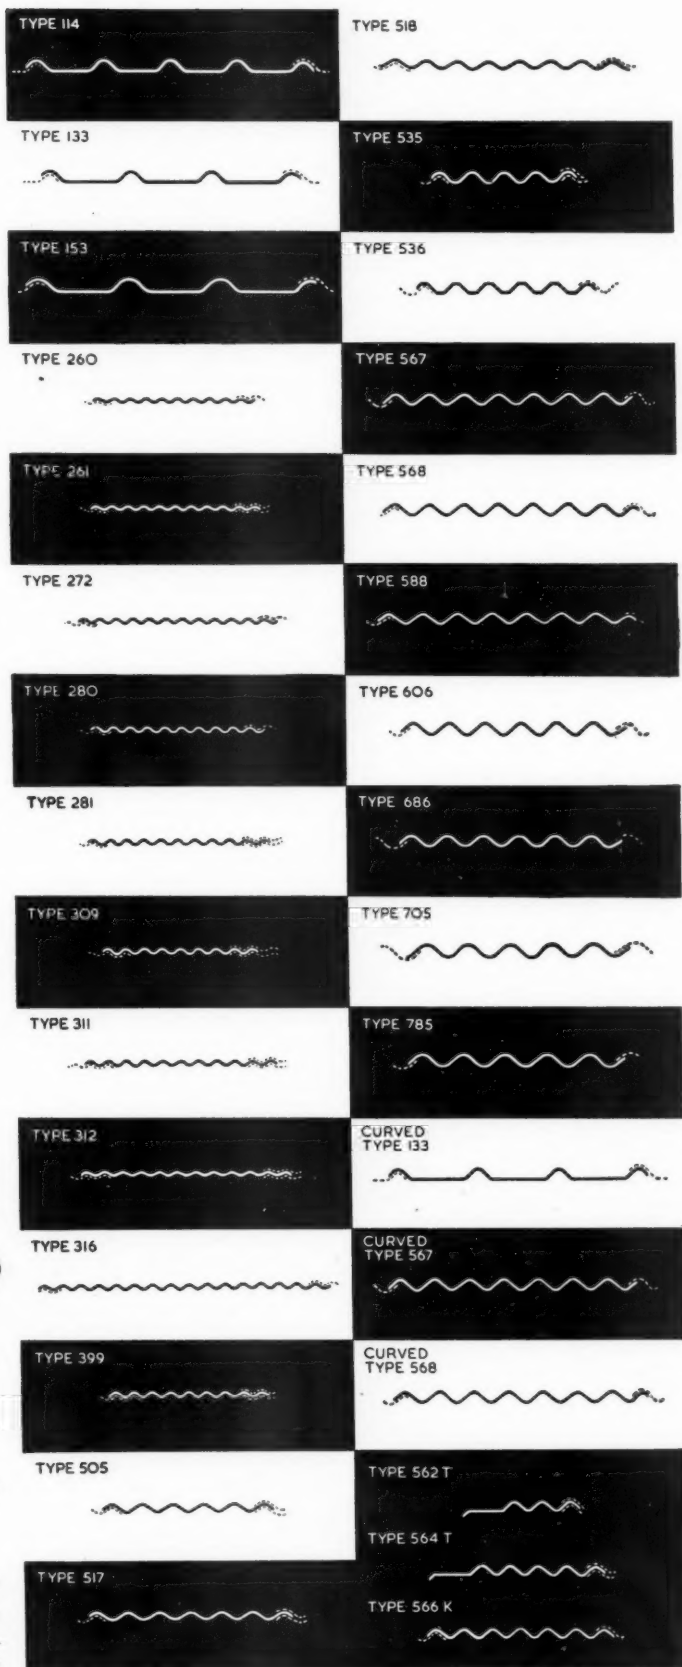 TYPE 114
TYPE 133
TYPE 153
TYPE 260
TYPE 261
TYPE 272
TYPE 280
TYPE 281
TYPE 309
TYPE 311
TYPE 312
TYPE 316
TYPE 399
TYPE 505
TYPE 517
TYPE 518
TYPE 535
TYPE 536
TYPE 567
TYPE 568
TYPE 588
TYPE 606
TYPE 686
TYPE 705
TYPE 785
CURVED
TYPE 133
CURVED
TYPE 567
CURVED
TYPE 568
TYPE 562 T
TYPE 564 T
TYPE 566 K